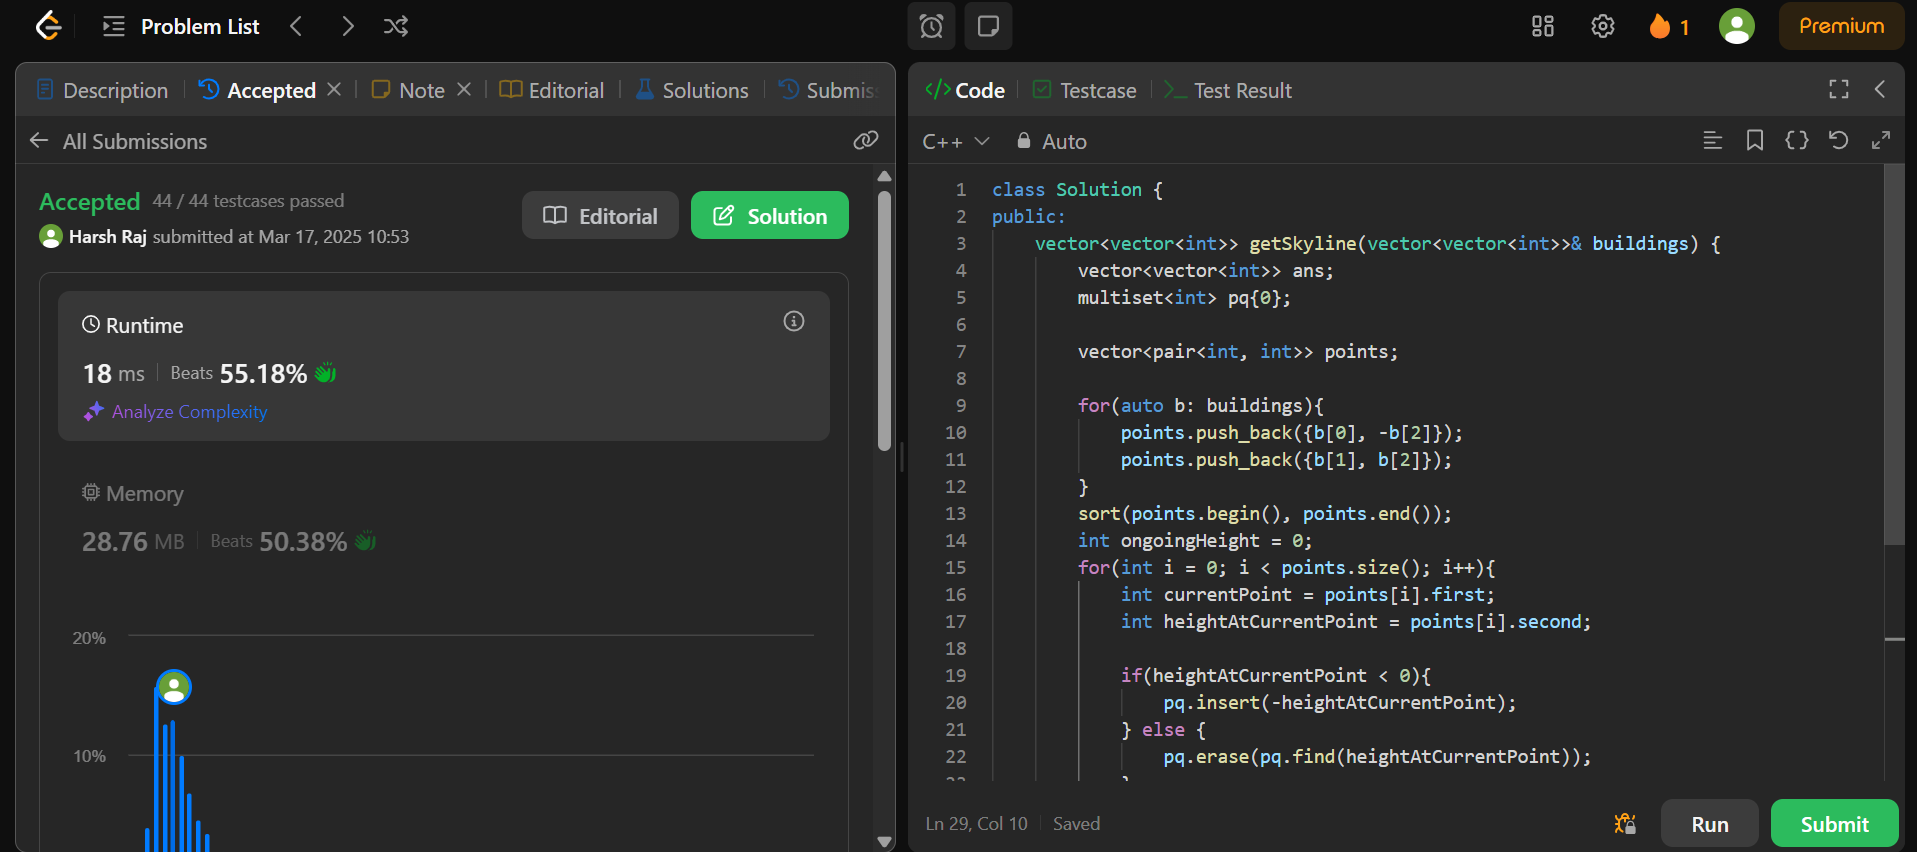 Problem List
1
Premium
Description
Accepted
Note
Editorial
Solutions
Submis
All Submissions
Accepted 44 / 44 testcases passed
Harsh Raj submitted at Mar 17, 2025 10:53
Editorial
Solution
Runtime
18 ms
Beats 55.18%
Analyze Complexity
Memory
28.76 MB
Beats 50.38%
20%
10%
</> Code
Testcase
Test Result
C++
Auto
1 class Solution {
2 public:
3     vector<vector<int>> getSkyline(vector<vector<int>>& buildings) {
4         vector<vector<int>> ans;
5         multiset<int> pq{0};
6
7         vector<pair<int, int>> points;
8
9         for(auto b: buildings){
10             points.push_back({b[0], -b[2]});
11             points.push_back({b[1], b[2]});
12         }
13         sort(points.begin(), points.end());
14         int ongoingHeight = 0;
15         for(int i = 0; i < points.size(); i++){
16             int currentPoint = points[i].first;
17             int heightAtCurrentPoint = points[i].second;
18
19             if(heightAtCurrentPoint < 0){
20                 pq.insert(-heightAtCurrentPoint);
21             } else {
22                 pq.erase(pq.find(heightAtCurrentPoint));
Ln 29, Col 10
Saved
Run
Submit